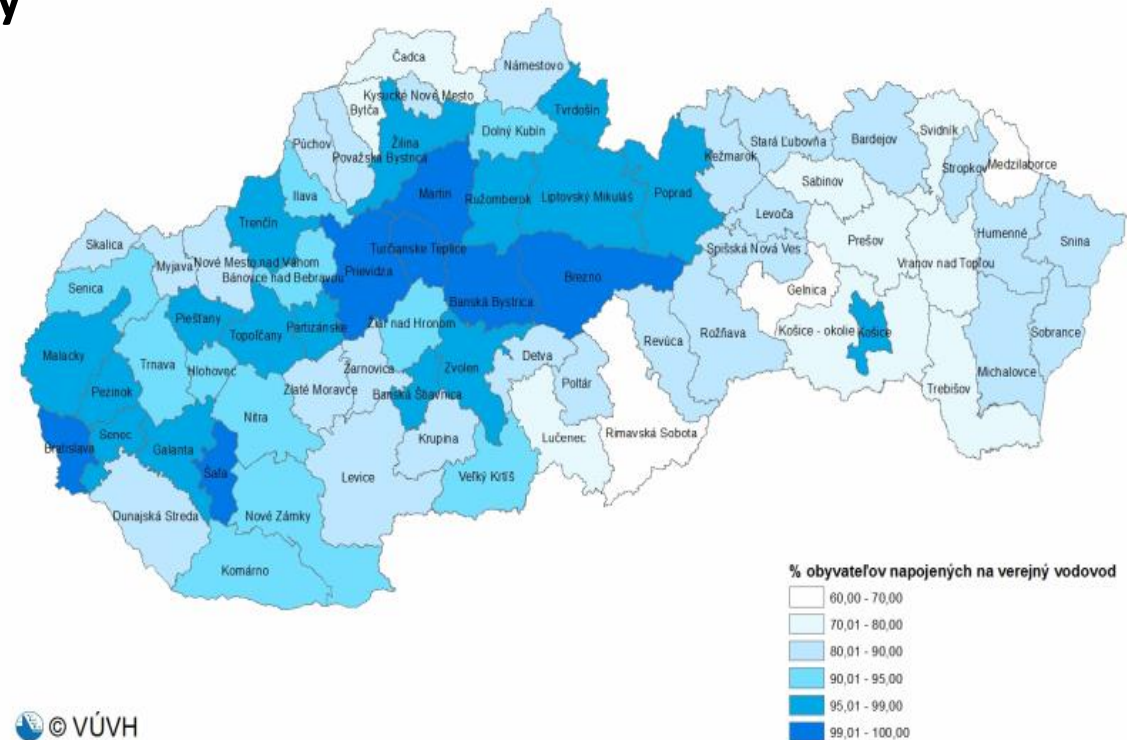 y
Čadca
Námestovo
Kysucké Nové Mesto
Bytča
Tvrdošín
Dolný Kubín
Púchov
Žilina
Považská Bystrica
Ilava
Martin
Ružomberok
Liptovský Mikuláš
Poprad
Kežmarok
Stará Ľubovňa
Bardejov
Svidník
Stropkov
Medzilaborce
Sabinov
Levoča
Prešov
Humenné
Snina
Spišská Nová Ves
Vranov nad Topľou
Trenčín
Skalica
Myjava
Nové Mesto nad Váhom
Bánovce nad Bebravou
Turčianske Teplice
Prievidza
Brezno
Banská Bystrica
Gelnica
Senica
Piešťany
Topoľčany
Partizánske
Žiar nad Hronom
Košice - okolie
Košice
Rožňava
Revúca
Sobrance
Malacky
Trnava
Hlohovec
Zvolen
Detva
Žarnovica
Zlaté Moravce
Banská Štiavnica
Poltár
Michalovce
Trebišov
Pezinok
Nitra
Senec
Galanta
Bratislava
Šaľa
Krupina
Lučenec
Rimavská Sobota
Levice
Veľký Krtíš
Dunajská Streda
Nové Zámky
Komárno
% obyvateľov napojených na verejný vodovod
60,00 - 70,00
70,01 - 80,00
80,01 - 90,00
90,01 - 95,00
95,01 - 99,00
99,01 - 100,00
© VÚVH